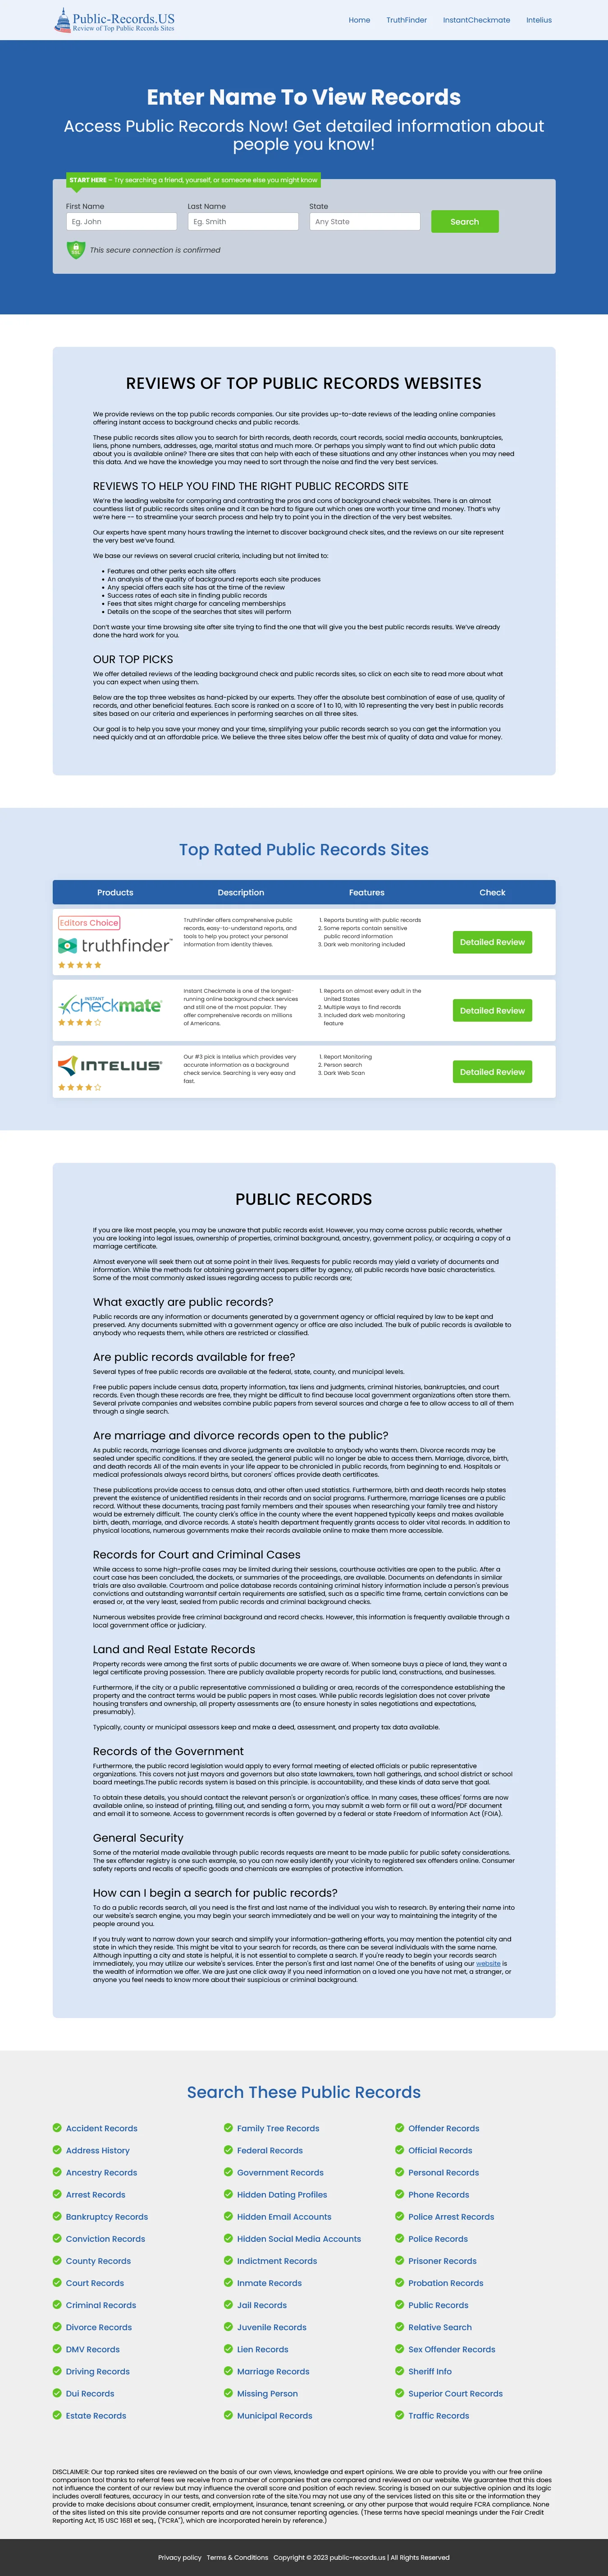 Public-Records.US
Review of Top Public Records Sites
Home TruthFinder InstantCheckmate Intelius
Enter Name To View Records
Access Public Records Now! Get detailed information about
people you know!
START HERE – Try searching a friend, yourself, or someone else you might know
First Name Last Name State
Eg. John Eg. Smith Any State Search
SSL This secure connection is confirmed
REVIEWS OF TOP PUBLIC RECORDS WEBSITES
We provide reviews on the top public records companies. Our site provides up-to-date reviews of the leading online companies
offering instant access to background checks and public records.
These public records sites allow you to search for birth records, death records, court records, social media accounts, bankruptcies,
liens, phone numbers, addresses, age, marital status and much more. Or perhaps you simply want to find out which public data
about you is available online? There are sites that can help with each of these situations and any other instances when you may need
this data. And we have the knowledge you may need to sort through the noise and find the very best services.
REVIEWS TO HELP YOU FIND THE RIGHT PUBLIC RECORDS SITE
We're the leading website for comparing and contrasting the pros and cons of background check websites. There is an almost
countless list of public records sites online and it can be hard to figure out which ones are worth your time and money. That's why
we're here -- to streamline your search process and help try to point you in the direction of the very best websites.
Our experts have spent many hours trawling the internet to discover background check sites, and the reviews on our site represent
the very best we've found.
We base our reviews on several crucial criteria, including but not limited to:
• Features and other perks each site offers
• An analysis of the quality of background reports each site produces
• Any special offers each site has at the time of the review
• Success rates of each site in finding public records
• Fees that sites might charge for canceling memberships
• Details on the scope of the searches that sites will perform
Don't waste your time browsing site after site trying to find the one that will give you the best public records results. We've already
done the hard work for you.
OUR TOP PICKS
We offer detailed reviews of the leading background check and public records sites, so click on each site to read more about what
you can expect when using them.
Below are the top three websites as hand-picked by our experts. They offer the absolute best combination of ease of use, quality of
records, and other beneficial features. Each score is ranked on a score of 1 to 10, with 10 representing the very best in public records
sites based on our criteria and experiences in performing searches on all three sites.
Our goal is to help you save your money and your time, simplifying your public records search so you can get the information you
need quickly and at an affordable price. We believe the three sites below offer the best mix of quality of data and value for money.
Top Rated Public Records Sites
Products Description Features Check
Editors Choice
truthfinder™
TruthFinder offers comprehensive public
records, easy-to-understand reports, and
tools to help you protect your personal
information from identity thieves.
1. Reports bursting with public records
2. Some reports contain sensitive
public record information
3. Dark web monitoring included
Detailed Review
INSTANT
checkmate
Instant Checkmate is one of the longest-
running online background check services
and still one of the most popular. They
offer comprehensive records on millions
of Americans.
1. Reports on almost every adult in the
United States
2. Multiple ways to find records
3. Included dark web monitoring
feature
Detailed Review
INTELIUS
Our #3 pick is Intelius which provides very
accurate information as a background
check service. Searching is very easy and
fast.
1. Report Monitoring
2. Person search
3. Dark Web Scan
Detailed Review
PUBLIC RECORDS
If you are like most people, you may be unaware that public records exist. However, you may come across public records, whether
you are looking into legal issues, ownership of properties, criminal background, ancestry, government policy, or acquiring a copy of a
marriage certificate.
Almost everyone will seek them out at some point in their lives. Requests for public records may yield a variety of documents and
information. While the methods for obtaining government papers differ by agency, all public records have basic characteristics.
Some of the most commonly asked issues regarding access to public records are;
What exactly are public records?
Public records are any information or documents generated by a government agency or official required by law to be kept and
preserved. Any documents submitted with a government agency or office are also included. The bulk of public records is available to
anybody who requests them, while others are restricted or classified.
Are public records available for free?
Several types of free public records are available at the federal, state, county, and municipal levels.
Free public papers include census data, property information, tax liens and judgments, criminal histories, bankruptcies, and court
records. Even though these records are free, they might be difficult to find because local government organizations often store them.
Several private companies and websites combine public papers from several sources and charge a fee to allow access to all of them
through a single search.
Are marriage and divorce records open to the public?
As public records, marriage licenses and divorce judgments are available to anybody who wants them. Divorce records may be
sealed under specific conditions. If they are sealed, the general public will no longer be able to access them. Marriage, divorce, birth,
and death records All of the main events in your life appear to be chronicled in public records, from beginning to end. Hospitals or
medical professionals always record births, but coroners' offices provide death certificates.
These publications provide access to census data, and other often used statistics. Furthermore, birth and death records help states
prevent the existence of unidentified residents in their records and on social programs. Furthermore, marriage licenses are a public
record. Without these documents, tracing past family members and their spouses when researching your family tree and history
would be extremely difficult. The county clerk's office in the county where the event happened typically keeps and makes available
birth, death, marriage, and divorce records. A state's health department frequently grants access to older vital records. In addition to
physical locations, numerous governments make their records available online to make them more accessible.
Records for Court and Criminal Cases
While access to some high-profile cases may be limited during their sessions, courthouse activities are open to the public. After a
court case has been concluded, the dockets, or summaries of the proceedings, are available. Documents on defendants in similar
trials are also available. Courtroom and police database records containing criminal history include a person's previous
convictions and outstanding warrantsif certain requirements are satisfied, such as a specific time frame, certain convictions can be
erased or, at the very least, sealed from public records and criminal background checks.
Numerous websites provide free criminal background and record checks. However, this information is frequently available through a
local government office or judiciary.
Land and Real Estate Records
Property records were among the first sorts of public documents we are aware of. When someone buys a piece of land, they want a
legal certificate proving possession. There are publicly available property records for public land, constructions, and businesses.
Furthermore, if the city or a public representative commissioned a building or area, records of the correspondence establishing the
property and the contract terms would be public papers in most cases. While public records legislation does not cover private
housing transfers and ownership, all property assessments are (to ensure honesty in sales negotiations and expectations,
presumably).
Typically, county or municipal assessors keep and make a deed, assessment, and property tax data available.
Records of the Government
Furthermore, the public record legislation would apply to every formal meeting of elected officials or public representative
organizations. This covers not just mayors and governors but also state lawmakers, town hall gatherings, and school district or school
board meetings.The public records system is based on this principle. is accountability, and these kinds of data serve that goal.
To obtain these details, you should contact the relevant person's or organization's office. In many cases, these offices' forms are now
available online, so instead of printing, filling out, and sending a form, you may submit a web form or fill out a word/PDF document
and email it to someone. Access to government records is often governed by a federal or state Freedom of Information Act (FOIA).
General Security
Some of the material made available through public records requests are meant to be made public for public safety considerations.
The sex offender registry is one such example, so you can now easily identify your vicinity to registered sex offenders online. Consumer
safety reports and recalls of specific goods and chemicals are examples of protective information.
How can I begin a search for public records?
To do a public records search, all you need is the first and last name of the individual you wish to research. By entering their name into
our website's search engine, you may begin your search immediately and be well on your way to maintaining the integrity of the
people around you.
If you truly want to narrow down your search and simplify your information-gathering efforts, you may mention the potential city and
state in which they reside. This might be vital to your search for records, as there can be several individuals with the same name.
Although inputting a city and state is helpful, it is not essential to complete a search. If you're ready to begin your records search
immediately, you may utilize our website's services. Enter the person's first and last name! One of the benefits of using our website is
the wealth of information we offer. We are just one click away if you need information on a loved one you have not met, a stranger, or
anyone you feel needs to know more about their suspicious or criminal background.
Search These Public Records
Accident Records Family Tree Records Offender Records
Address History Federal Records Official Records
Ancestry Records Government Records Personal Records
Arrest Records Hidden Dating Profiles Phone Records
Bankruptcy Records Hidden Email Accounts Police Arrest Records
Conviction Records Hidden Social Media Accounts Police Records
County Records Indictment Records Prisoner Records
Court Records Inmate Records Probation Records
Criminal Records Jail Records Public Records
Divorce Records Juvenile Records Relative Search
DMV Records Lien Records Sex Offender Records
Driving Records Marriage Records Sheriff Info
Dui Records Missing Person Superior Court Records
Estate Records Municipal Records Traffic Records
DISCLAIMER: Our top ranked sites are reviewed on the basis of our own views, knowledge and expert opinions. We are able to provide you with our free online
comparison tool thanks to referral fees we receive from a number of companies that are compared and reviewed on our website. We guarantee that this does
not influence the content of our review but may influence the overall score and position of each review. Scoring is based on our subjective opinion and its logic
includes overall features, accuracy in our tests, and conversion rate of the site.You may not use any of the services listed on this site or the information they
provide to make decisions about consumer credit, employment, insurance, tenant screening, or any other purpose that would require FCRA compliance. None
of the sites listed on this site provide consumer reports and are not consumer reporting agencies. (These terms have special meanings under the Fair Credit
Reporting Act, 15 USC 1681 et seq., ("FCRA"), which are incorporated herein by reference.)
Privacy policy Terms & Conditions Copyright © 2023 public-records.us | All Rights Reserved